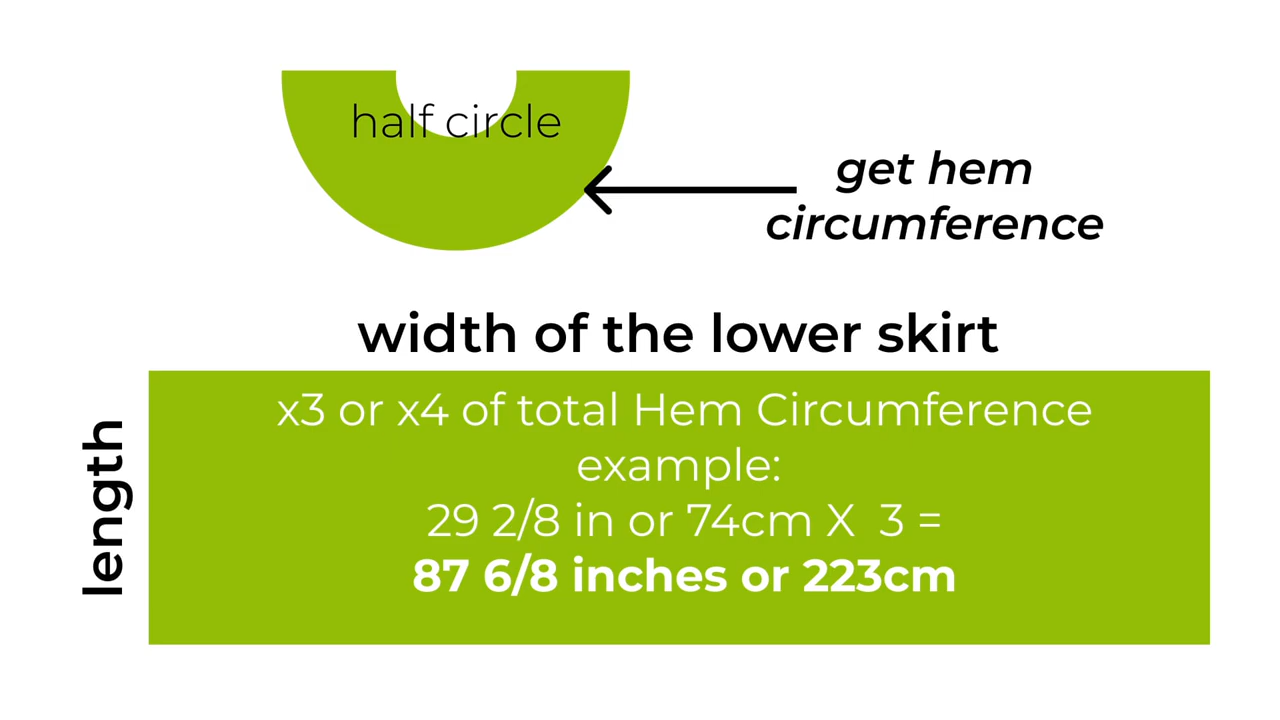 half circle
get hem
circumference
width of the lower skirt
length
x3 or x4 of total Hem Circumference
example:
29 2/8 in or 74cm X  3 =
87 6/8 inches or 223cm